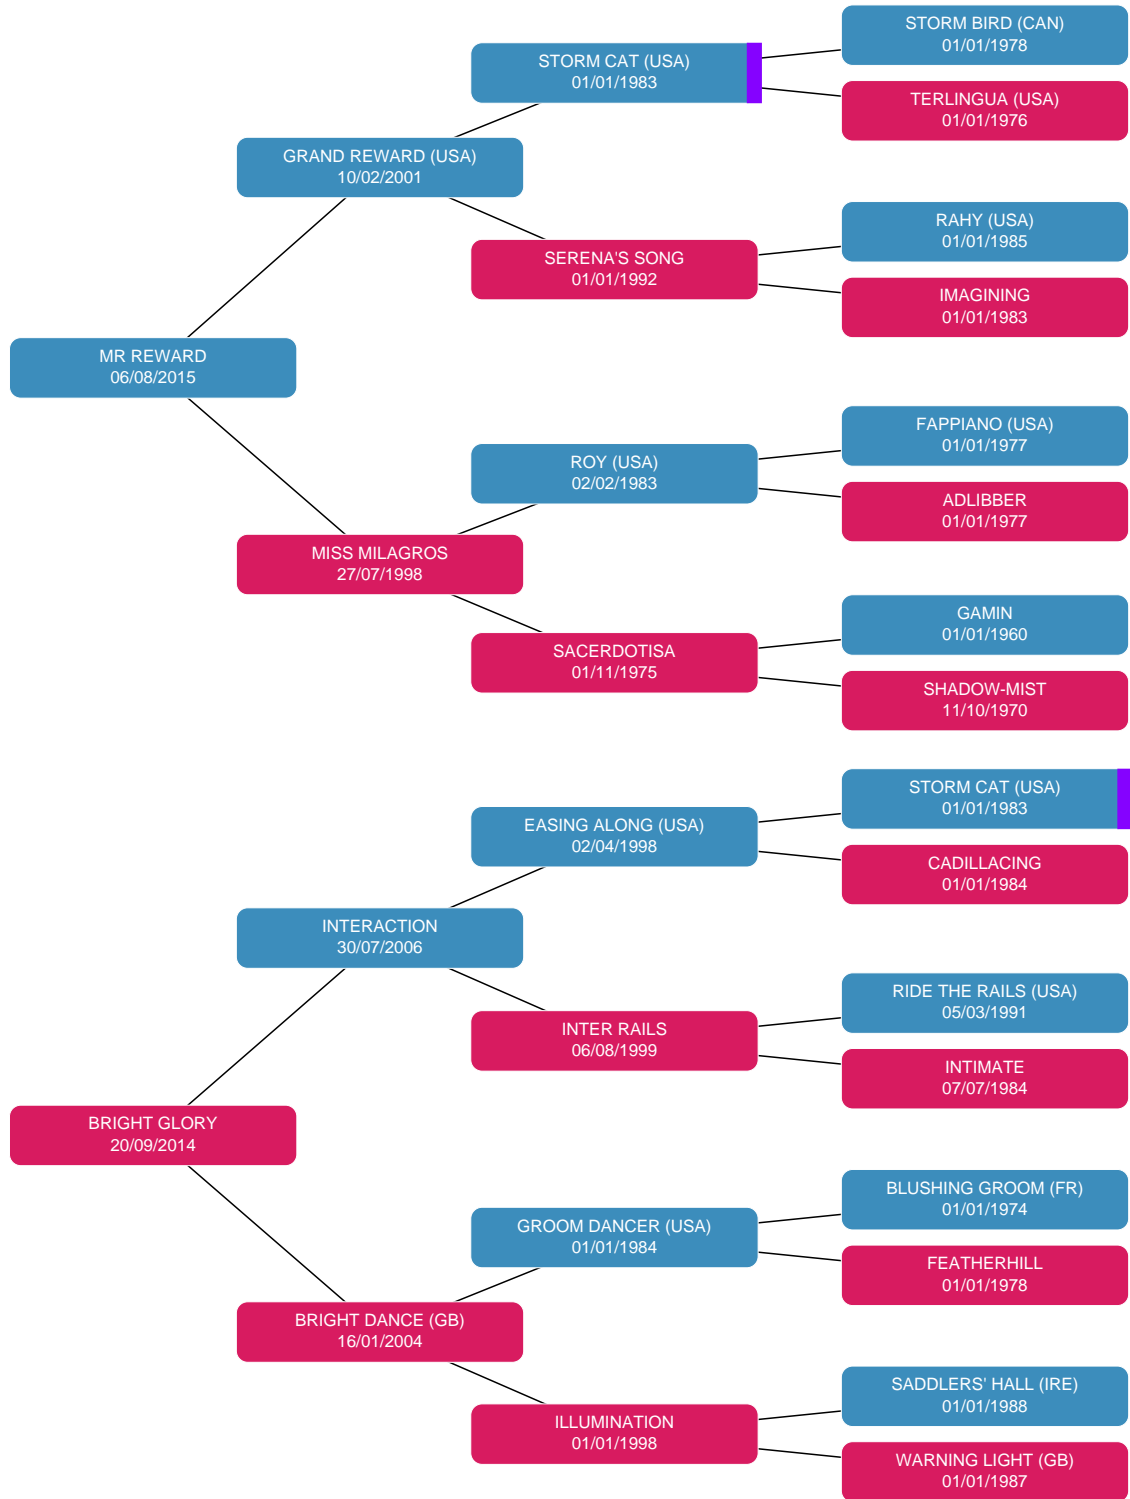 STORM BIRD (CAN)
01/01/1978
STORM CAT (USA)
01/01/1983
TERLINGUA (USA)
01/01/1976
GRAND REWARD (USA)
10/02/2001
RAHY (USA)
01/01/1985
SERENA'S SONG
01/01/1992
IMAGINING
01/01/1983
MR REWARD
06/08/2015
FAPPIANO (USA)
01/01/1977
ROY (USA)
02/02/1983
ADLIBBER
01/01/1977
MISS MILAGROS
27/07/1998
GAMIN
01/01/1960
SACERDOTISA
01/11/1975
SHADOW-MIST
11/10/1970
STORM CAT (USA)
01/01/1983
EASING ALONG (USA)
02/04/1998
CADILLACING
01/01/1984
INTERACTION
30/07/2006
RIDE THE RAILS (USA)
05/03/1991
INTER RAILS
06/08/1999
INTIMATE
07/07/1984
BRIGHT GLORY
20/09/2014
BLUSHING GROOM (FR)
01/01/1974
GROOM DANCER (USA)
01/01/1984
FEATHERHILL
01/01/1978
BRIGHT DANCE (GB)
16/01/2004
SADDLERS' HALL (IRE)
01/01/1988
ILLUMINATION
01/01/1998
WARNING LIGHT (GB)
01/01/1987